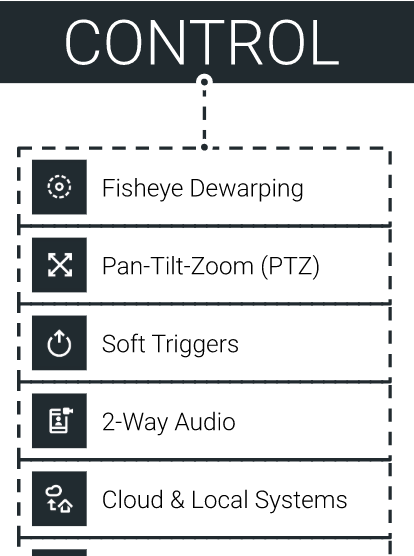 CONTROL
Fisheye Dewarping
Pan-Tilt-Zoom (PTZ)
Soft Triggers
2-Way Audio
Cloud & Local Systems